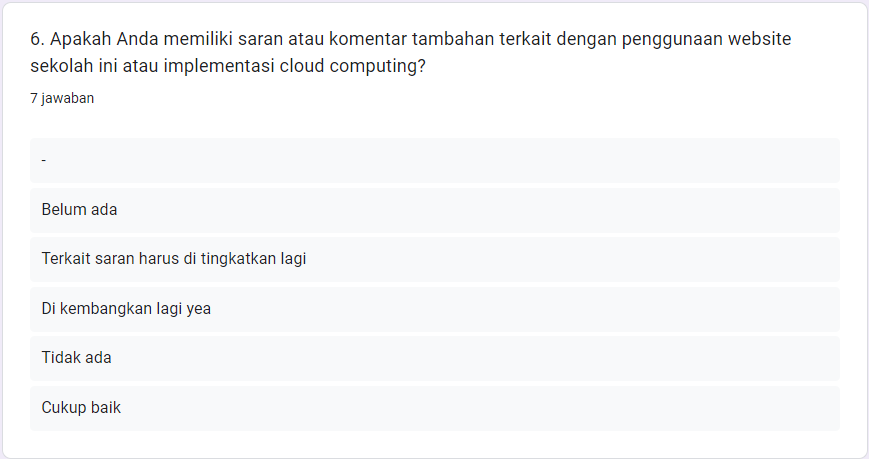 6. Apakah Anda memiliki saran atau komentar tambahan terkait dengan penggunaan website
sekolah ini atau implementasi cloud computing?
7 jawaban
-
Belum ada
Terkait saran harus di tingkatkan lagi
Di kembangkan lagi yea
Tidak ada
Cukup baik